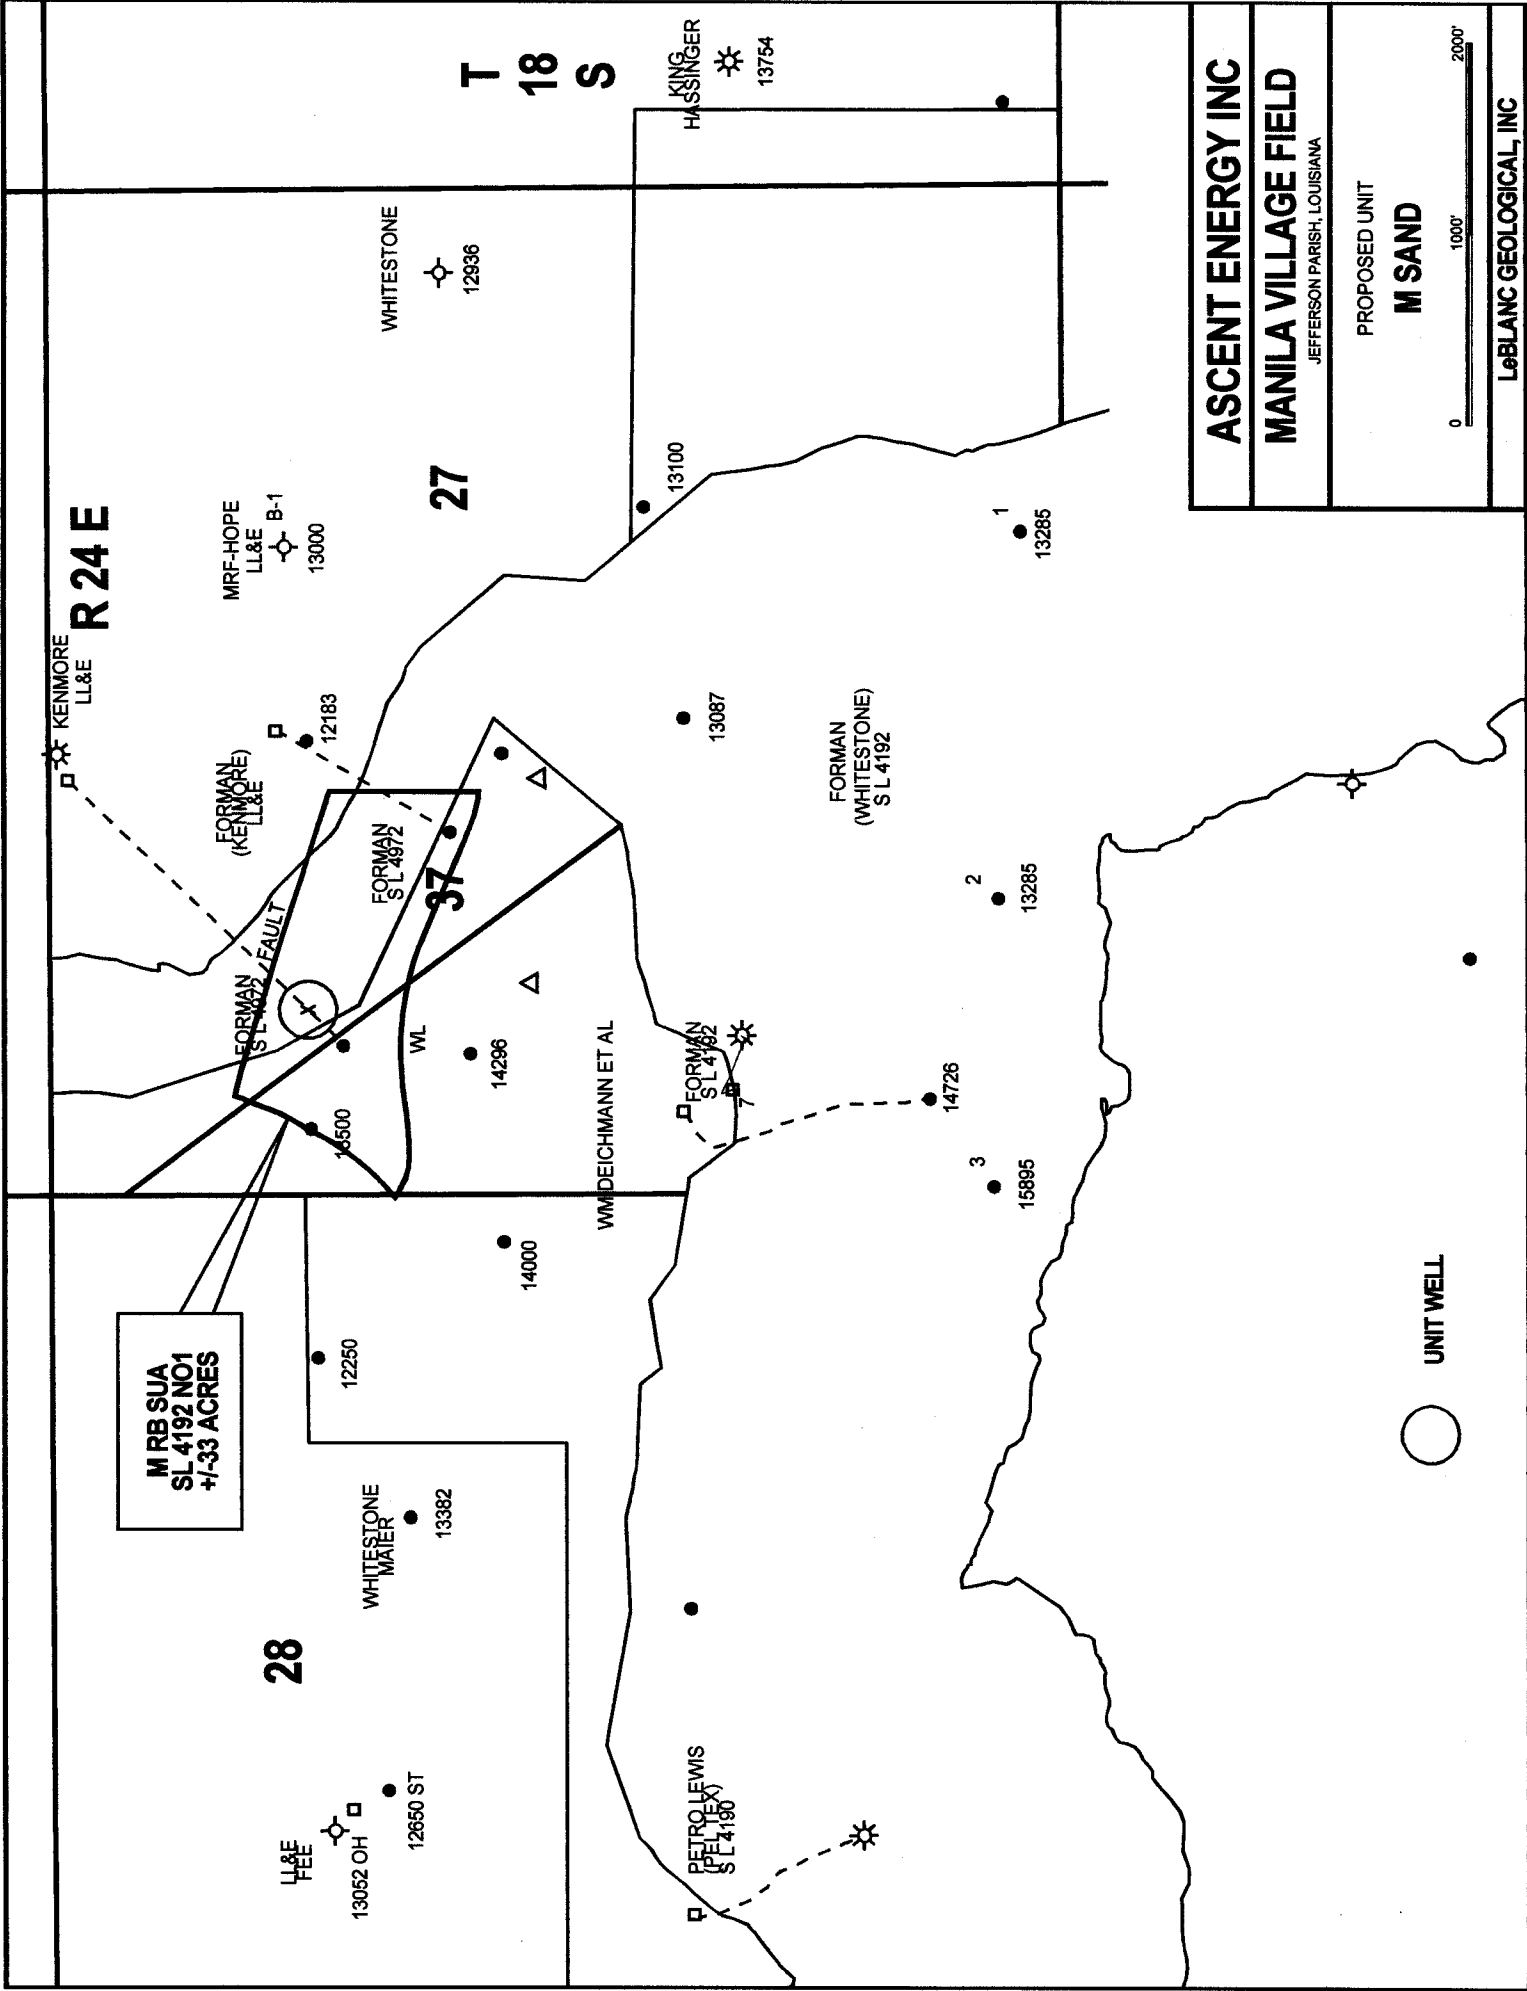 R 24 E
T
18
S
KENMORE
LL&E
FORMAN
(KENMORE)
LL&E
12183
MRF-HOPE
LL&E
B-1
13000
WHITESTONE
12936
KING
HASSINGER
13754
27
28
37
M RB SUA
SL 4192 NO1
+/-33 ACRES
FORMAN
S L 4972
FAULT
FORMAN
S L 4972
WL
14296
14000
12250
WHITESTONE
MAIER
13382
LL&E
FEE
13052 OH
12650 ST
WM DEICHMANN ET AL
FORMAN
S L 4192
7
14726
3
15895
2
13285
1
13285
13087
13100
FORMAN
(WHITESTONE)
S L 4192
PETRO LEWIS
(PEL TEX)
S L 4190
UNIT WELL
ASCENT ENERGY INC
MANILA VILLAGE FIELD
JEFFERSON PARISH, LOUISIANA
PROPOSED UNIT
M SAND
0 1000' 2000'
LeBLANC GEOLOGICAL, INC